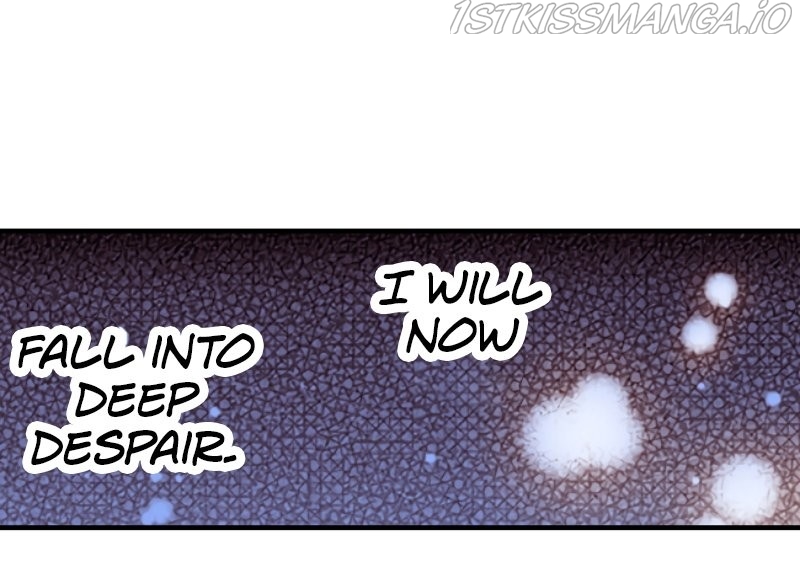 1STKISSMANGA.IO
I WILL
NOW
FALL INTO
DEEP
DESPAIR.